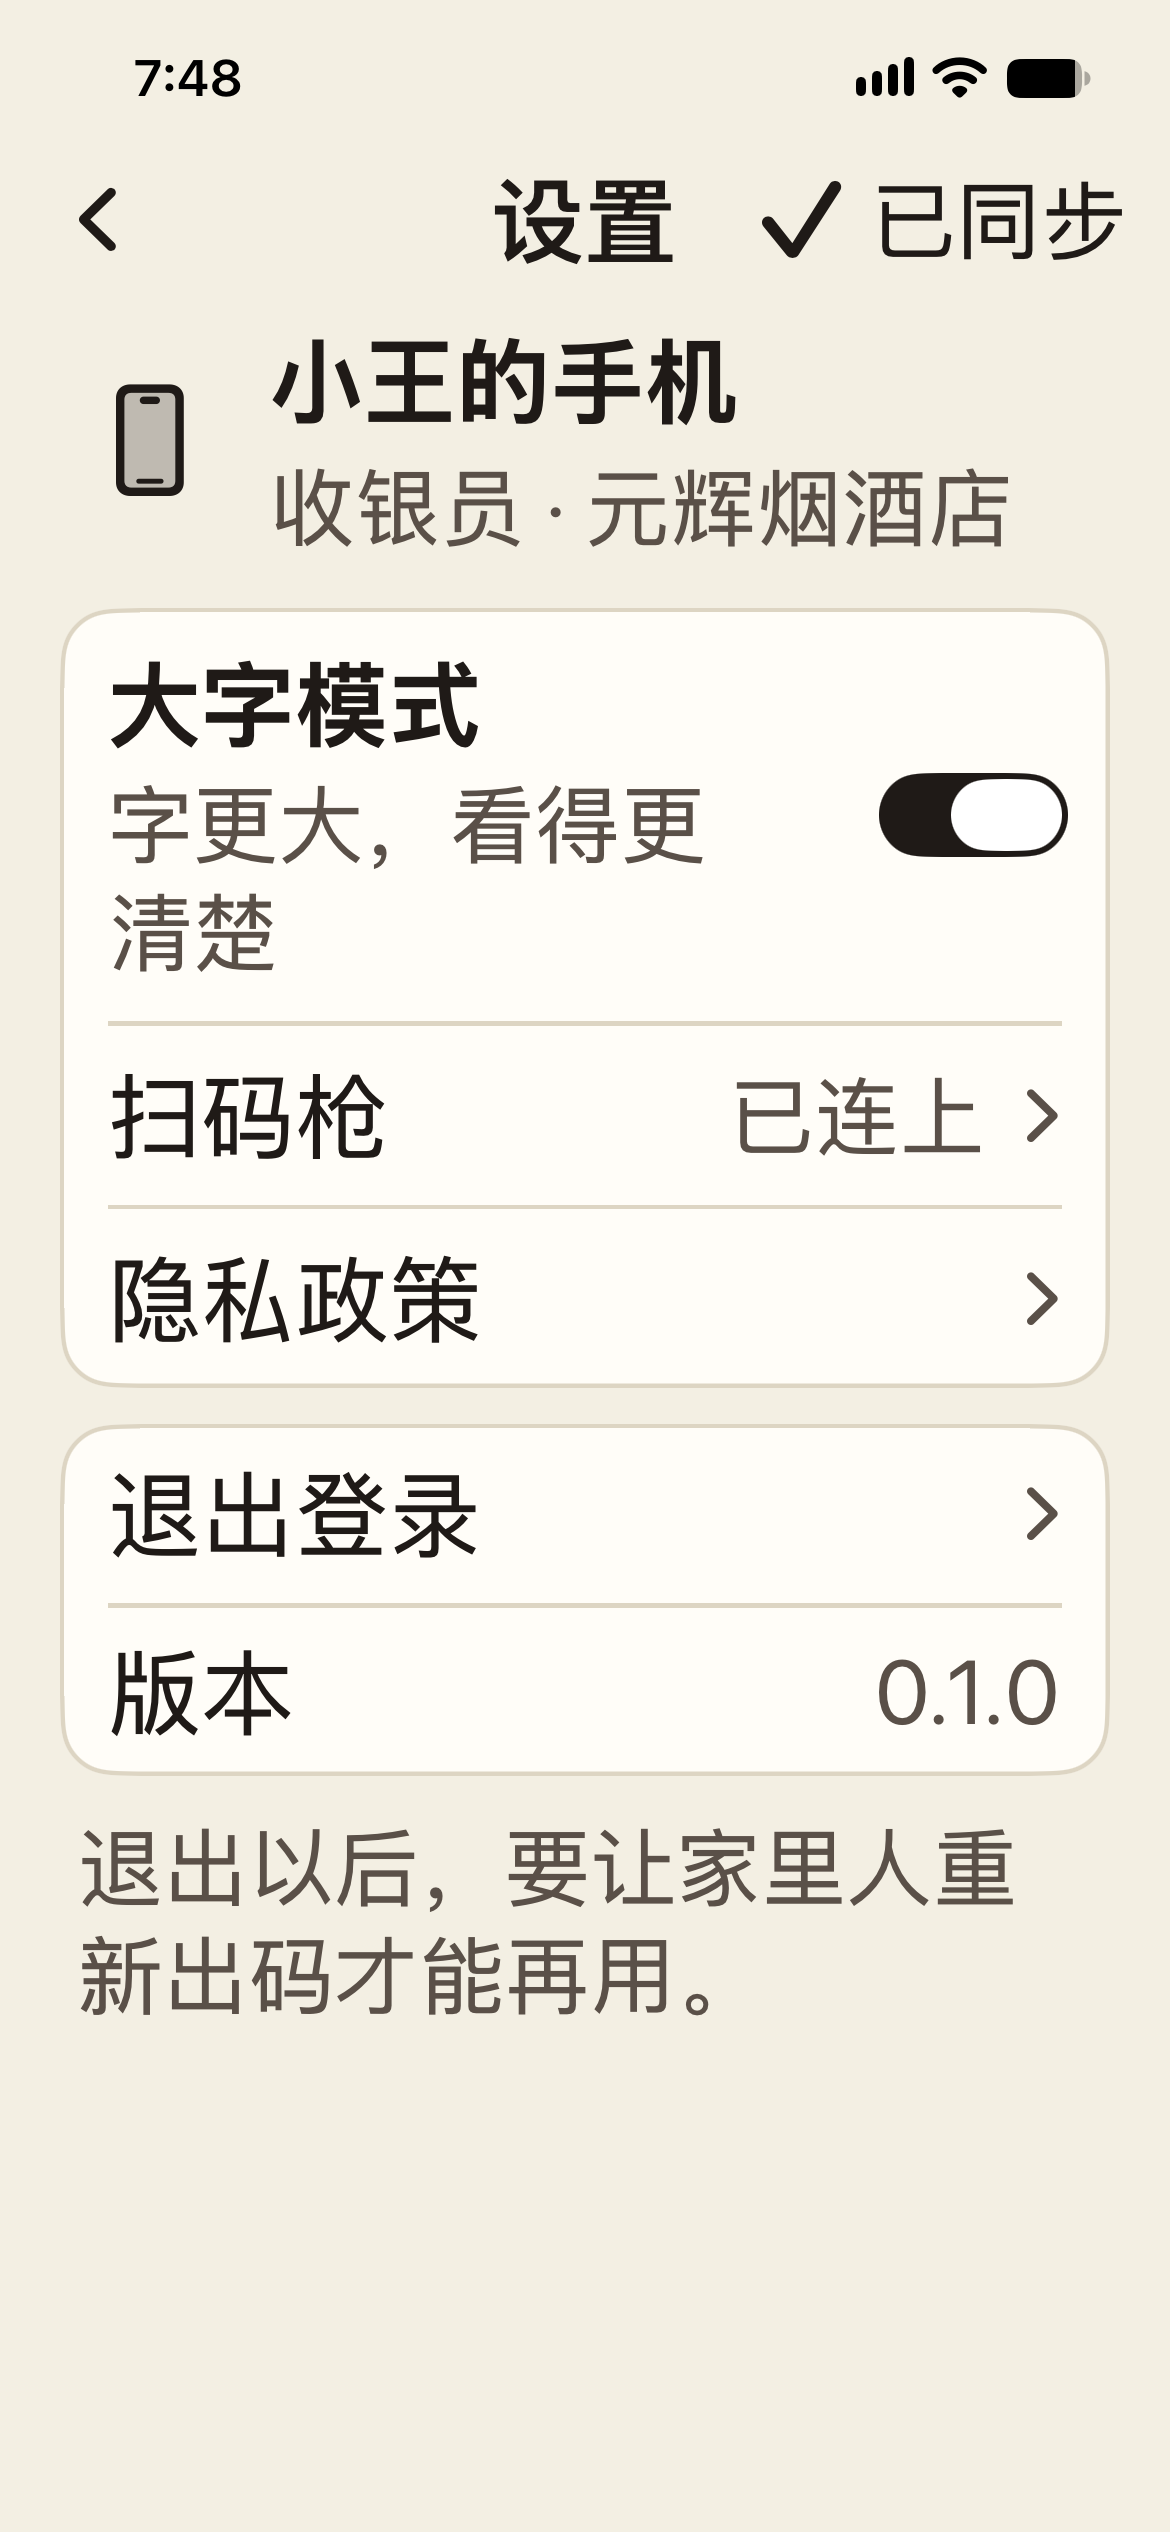 7:48
设置 已同步
小王的手机
收银员 · 元辉烟酒店
大字模式
字更大，看得更
清楚
扫码枪 已连上
隐私政策
退出登录
版本 0.1.0
退出以后，要让家里人重
新出码才能再用。